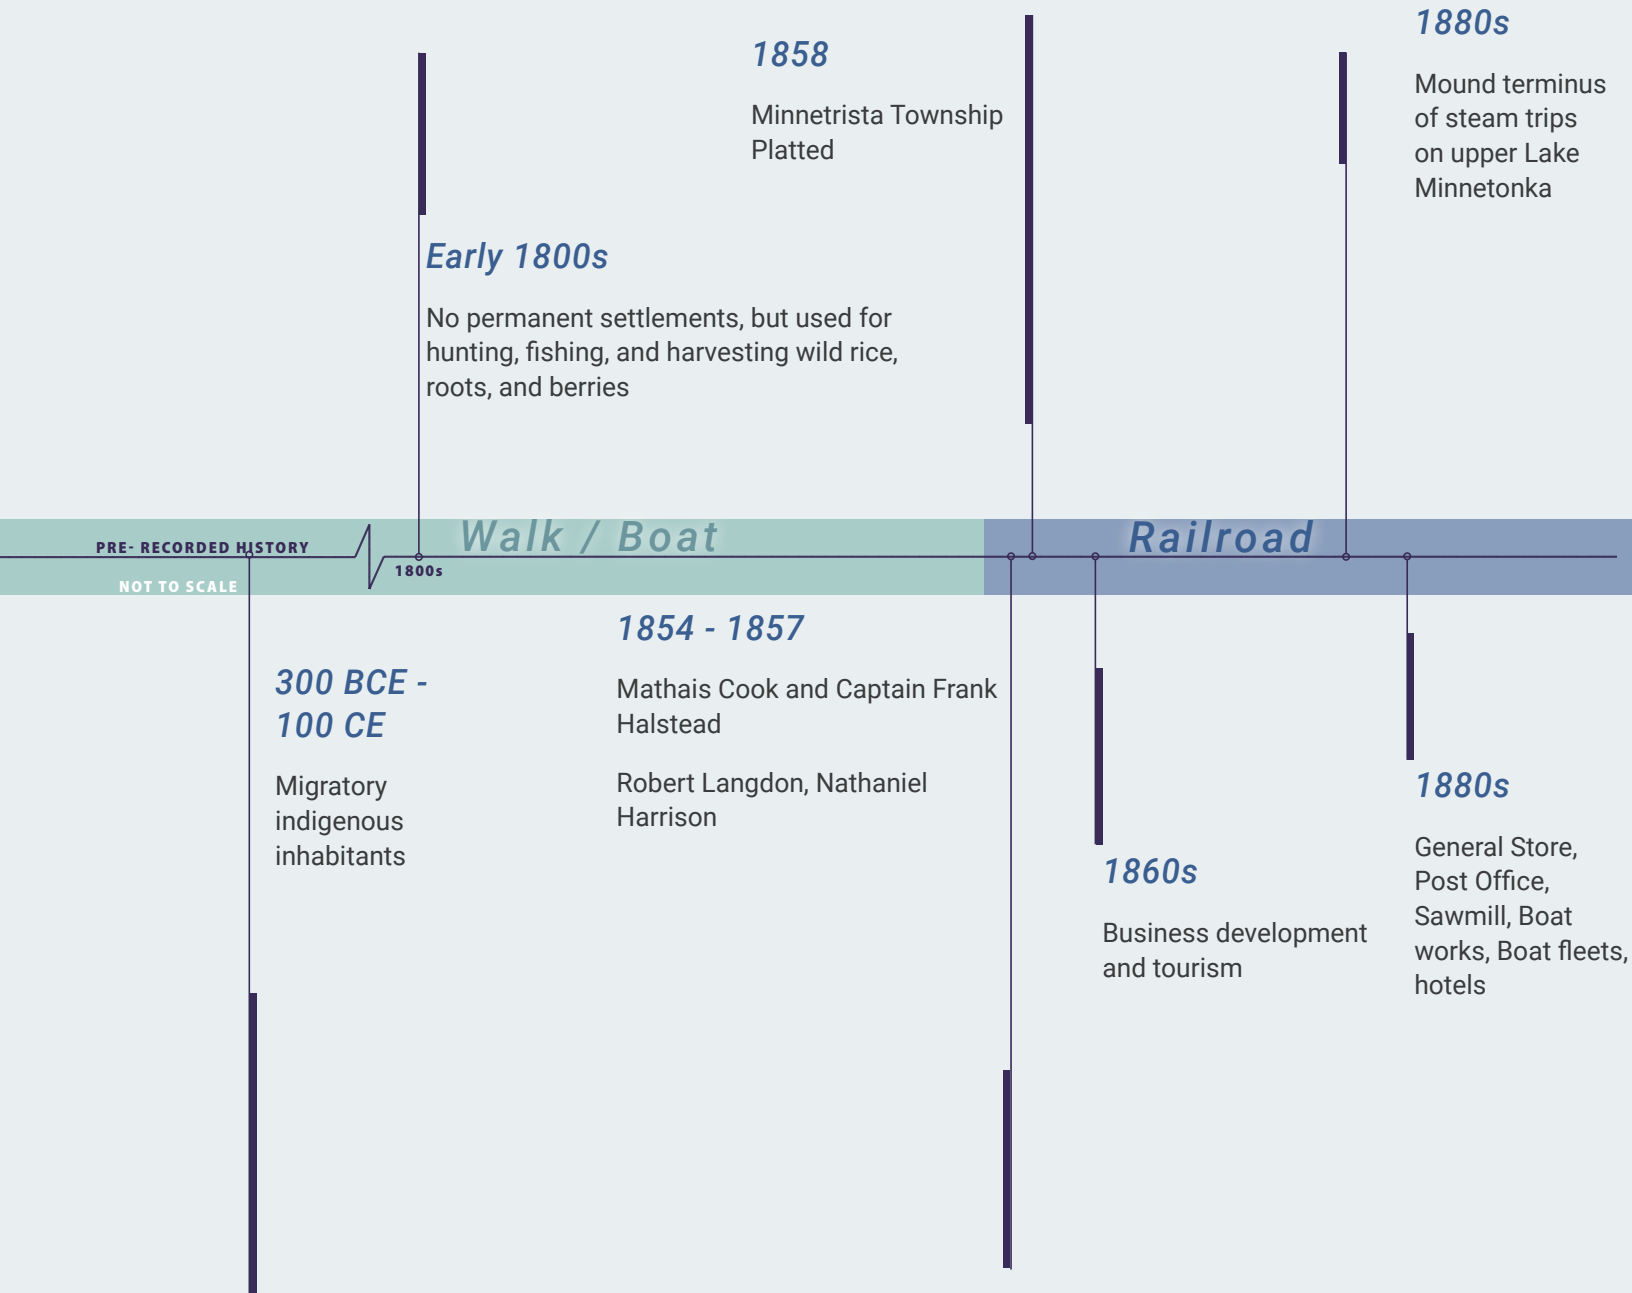 1880s
Mound terminus
of steam trips
on upper Lake
Minnetonka
1858
Minnetrista Township
Platted
Early 1800s
No permanent settlements, but used for
hunting, fishing, and harvesting wild rice,
roots, and berries
Walk / Boat
Railroad
PRE- RECORDED HISTORY
1800s
NOT TO SCALE
300 BCE -
100 CE
Migratory
indigenous
inhabitants
1854 - 1857
Mathais Cook and Captain Frank
Halstead
Robert Langdon, Nathaniel
Harrison
1860s
Business development
and tourism
1880s
General Store,
Post Office,
Sawmill, Boat
works, Boat fleets,
hotels